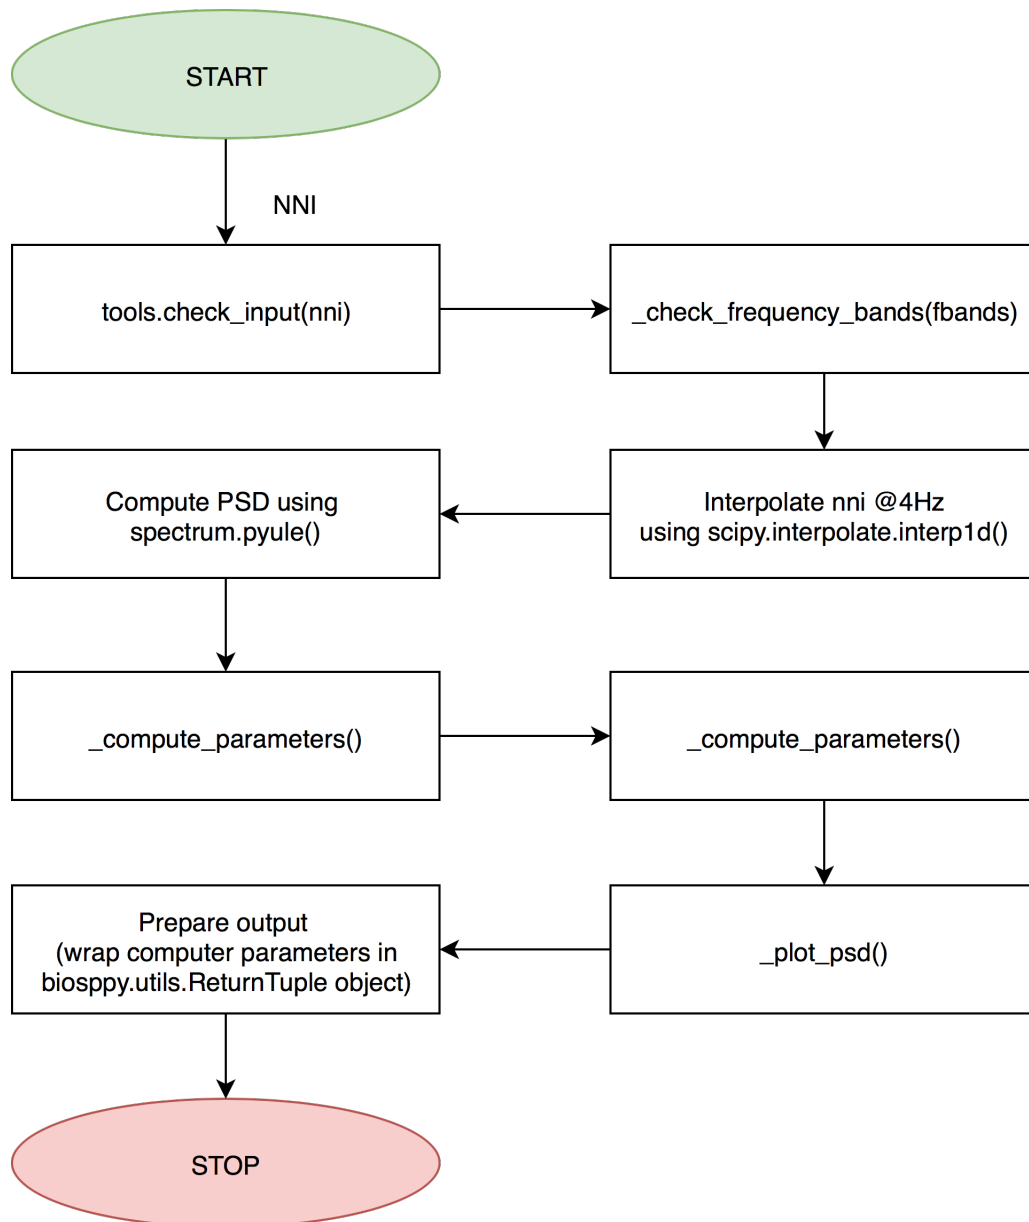 START
NNI
tools.check_input(nni)
_check_frequency_bands(fbands)
Interpolate nni @4Hz
using scipy.interpolate.interp1d()
Compute PSD using
spectrum.pyule()
_compute_parameters()
_compute_parameters()
_plot_psd()
Prepare output
(wrap computer parameters in
biosppy.utils.ReturnTuple object)
STOP